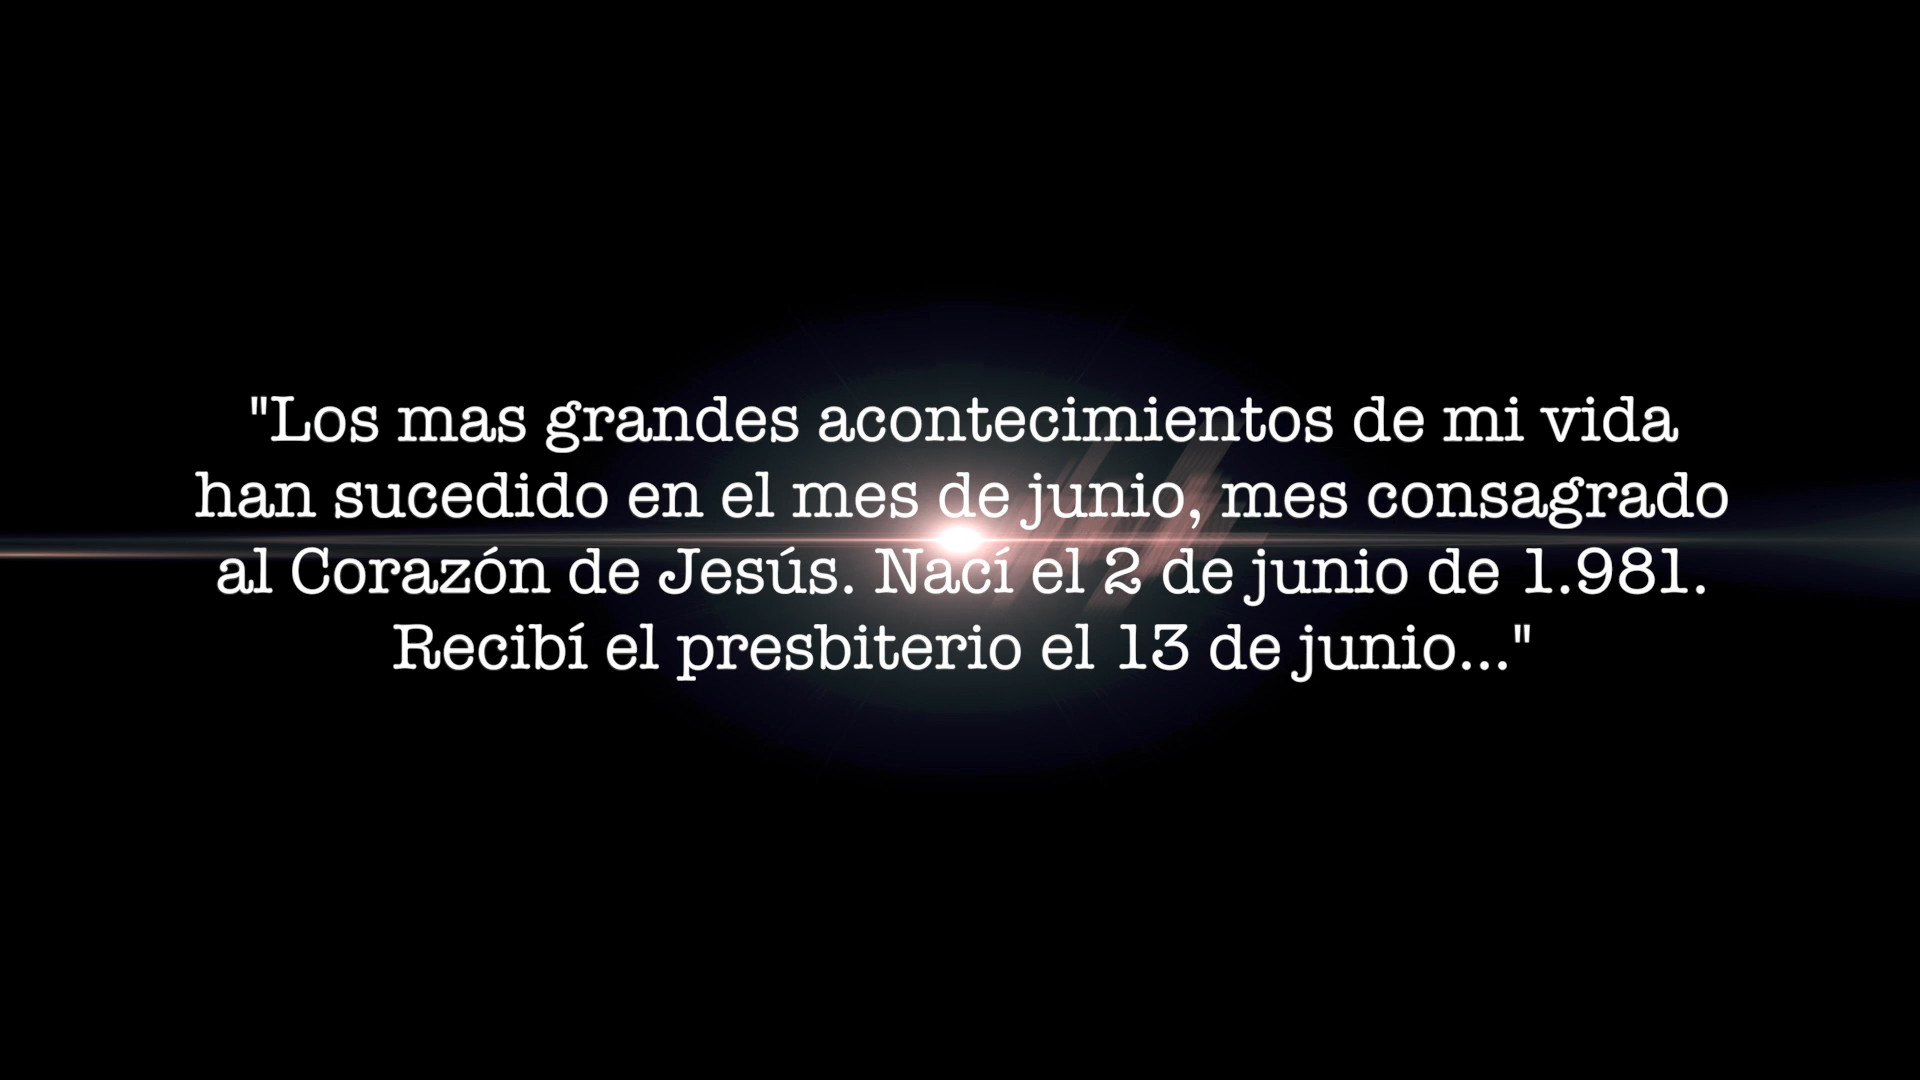 "Los mas grandes acontecimientos de mi vida
han sucedido en el mes de junio, mes consagrado
al Corazón de Jesús. Nací el 2 de junio de 1.981.
Recibí el presbiterio el 13 de junio..."